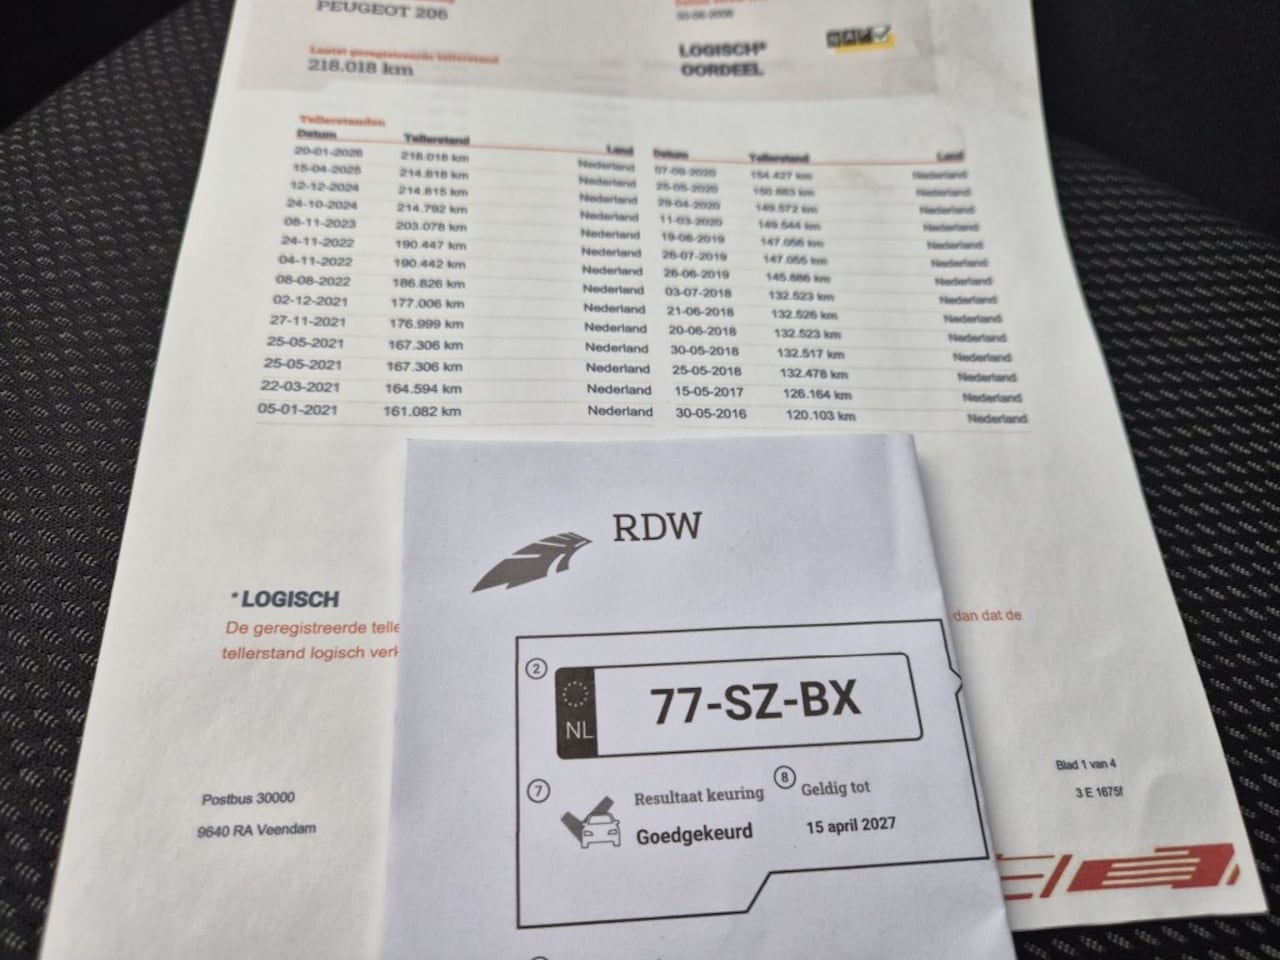 PEUGEOT 206
Laatst geregistreerde tellerstand
218.018 km
LOGISCH*
OORDEEL
NAP
Tellerstanden
Datum Tellerstand Land
20-01-2026 218.018 km Nederland
15-04-2025 214.818 km Nederland
12-12-2024 214.815 km Nederland
24-10-2024 214.792 km Nederland
08-11-2023 203.078 km Nederland
24-11-2022 190.447 km Nederland
04-11-2022 190.442 km Nederland
08-08-2022 186.826 km Nederland
02-12-2021 177.006 km Nederland
27-11-2021 176.999 km Nederland
25-05-2021 167.306 km Nederland
25-05-2021 167.306 km Nederland
22-03-2021 164.594 km Nederland
05-01-2021 161.082 km Nederland
Datum Tellerstand Land
07-09-2020 154.427 km Nederland
25-05-2020 150.883 km Nederland
29-04-2020 149.572 km Nederland
11-03-2020 149.544 km Nederland
19-08-2019 147.056 km Nederland
26-07-2019 147.055 km Nederland
26-06-2019 145.886 km Nederland
03-07-2018 132.523 km Nederland
21-06-2018 132.526 km Nederland
20-06-2018 132.523 km Nederland
30-05-2018 132.517 km Nederland
25-05-2018 132.478 km Nederland
15-05-2017 126.164 km Nederland
30-05-2016 120.103 km Nederland
*LOGISCH
De geregistreerde telle
dan dat de
tellerstand logisch verk
RDW
2
NL
77-SZ-BX
7
Resultaat keuring
Goedgekeurd
8
Geldig tot
15 april 2027
Postbus 30000
9640 RA Veendam
Blad 1 van 4
3 E 1675f